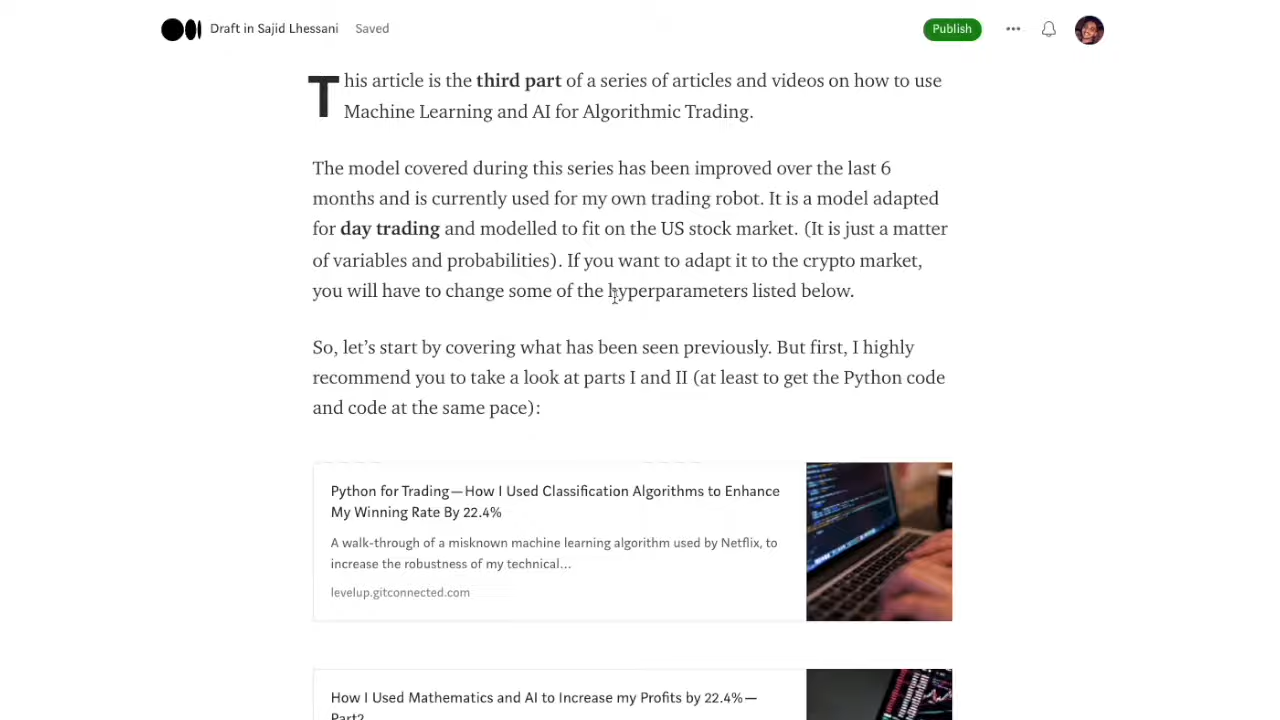 Draft in Sajid Lhessani Saved Publish
This article is the third part of a series of articles and videos on how to use
Machine Learning and AI for Algorithmic Trading.
The model covered during this series has been improved over the last 6
months and is currently used for my own trading robot. It is a model adapted
for day trading and modelled to fit on the US stock market. (It is just a matter
of variables and probabilities). If you want to adapt it to the crypto market,
you will have to change some of the hyperparameters listed below.
So, let’s start by covering what has been seen previously. But first, I highly
recommend you to take a look at parts I and II (at least to get the Python code
and code at the same pace):
Python for Trading—How I Used Classification Algorithms to Enhance
My Winning Rate By 22.4%
A walk-through of a misknown machine learning algorithm used by Netflix, to
increase the robustness of my technical…
levelup.gitconnected.com
How I Used Mathematics and AI to Increase my Profits by 22.4%—
Part2